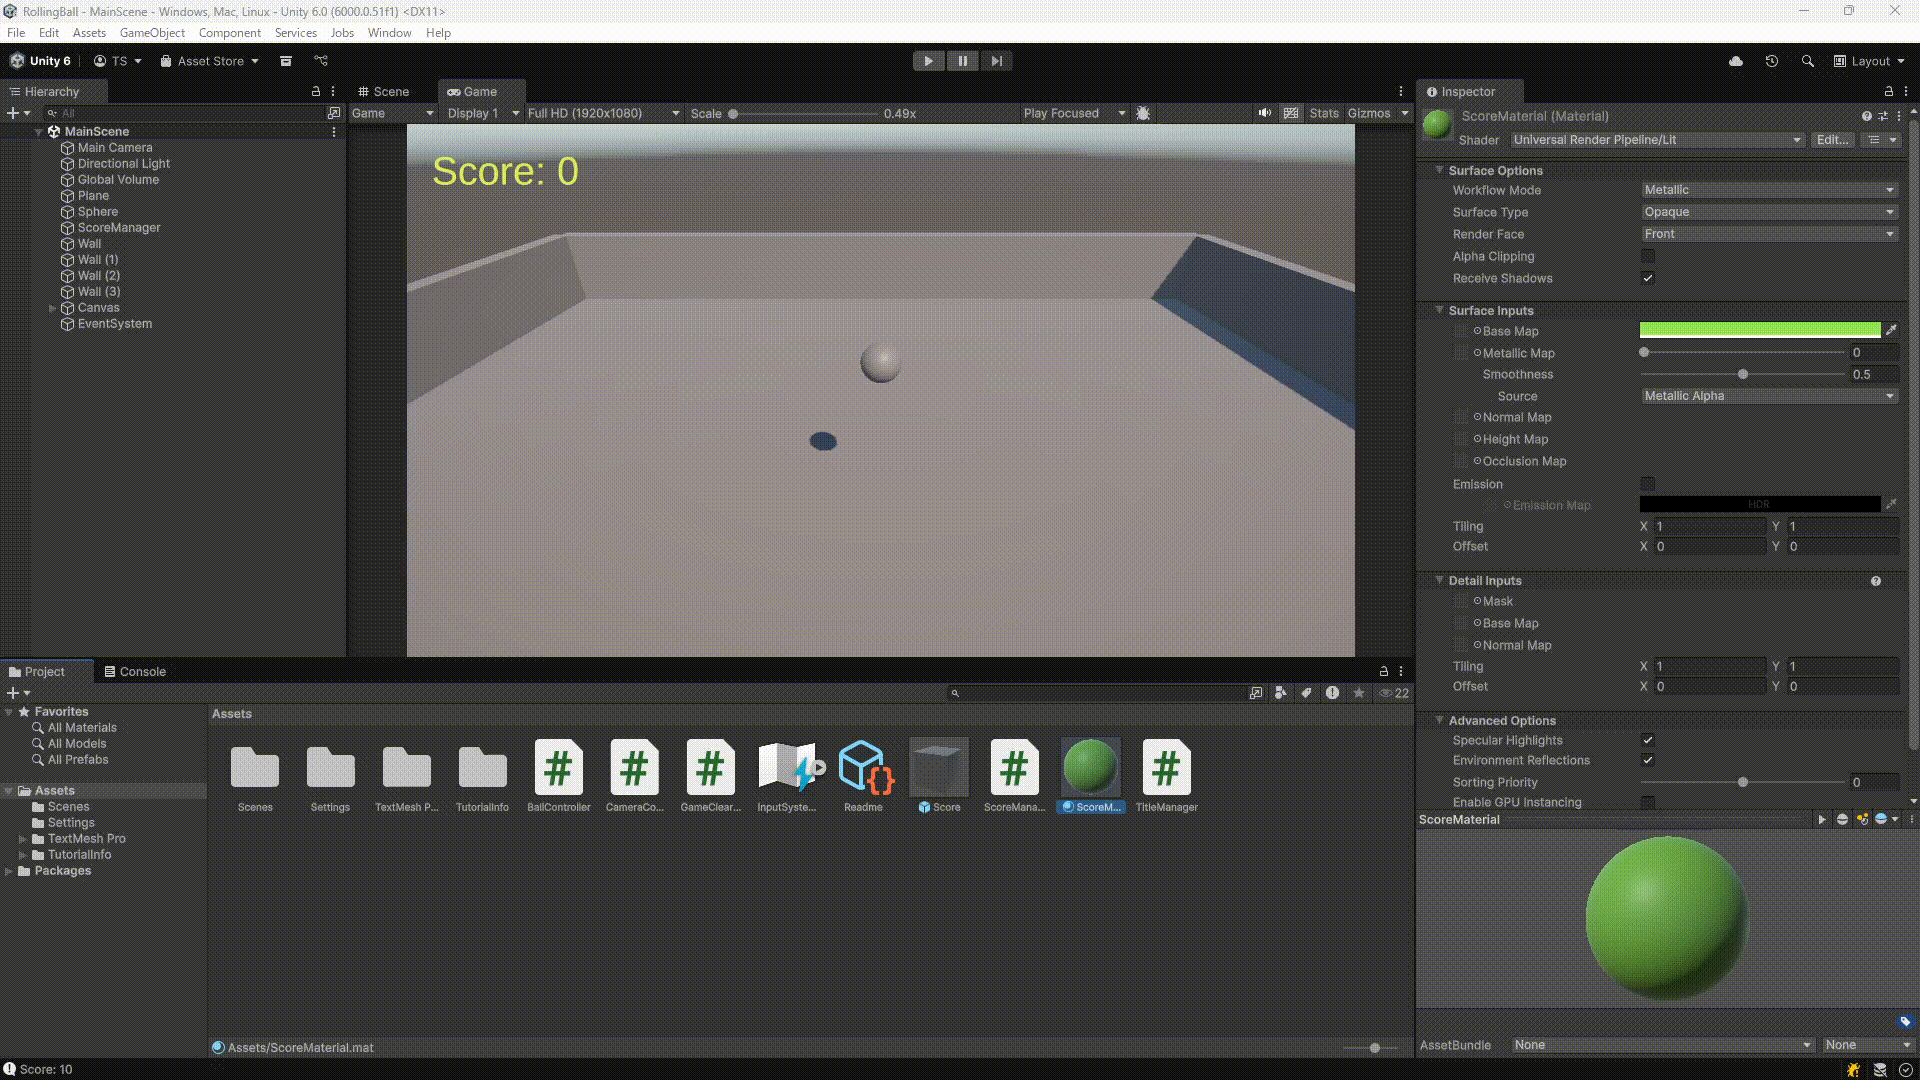 RollingBall - MainScene - Windows, Mac, Linux - Unity 6.0 (6000.0.51f1) <DX11>
File Edit Assets GameObject Component Services Jobs Window Help
Unity 6 TS Asset Store Layout
Hierarchy
All
MainScene
Main Camera
Directional Light
Global Volume
Plane
Sphere
ScoreManager
Wall
Wall (1)
Wall (2)
Wall (3)
Canvas
EventSystem
Scene Game
Game Display 1 Full HD (1920x1080) Scale 0.49x Play Focused Stats Gizmos
Score: 0
Inspector
ScoreMaterial (Material)
Shader Universal Render Pipeline/Lit Edit...
Surface Options
Workflow Mode Metallic
Surface Type Opaque
Render Face Front
Alpha Clipping
Receive Shadows
Surface Inputs
Base Map
Metallic Map 0
Smoothness 0.5
Source Metallic Alpha
Normal Map
Height Map
Occlusion Map
Emission
Emission Map HDR
Tiling X 1 Y 1
Offset X 0 Y 0
Detail Inputs
Mask
Base Map
Normal Map
Tiling X 1 Y 1
Offset X 0 Y 0
Advanced Options
Specular Highlights
Environment Reflections
Sorting Priority 0
Enable GPU Instancing
ScoreMaterial
AssetBundle None None
Project Console
22
Favorites
All Materials
All Models
All Prefabs
Assets
Scenes
Settings
TextMesh Pro
TutorialInfo
Packages
Assets
Scenes Settings TextMesh P... TutorialInfo BallController CameraCo... GameClear... InputSyste... Readme Score ScoreMana... ScoreM... TitleManager
Assets/ScoreMaterial.mat
Score: 10